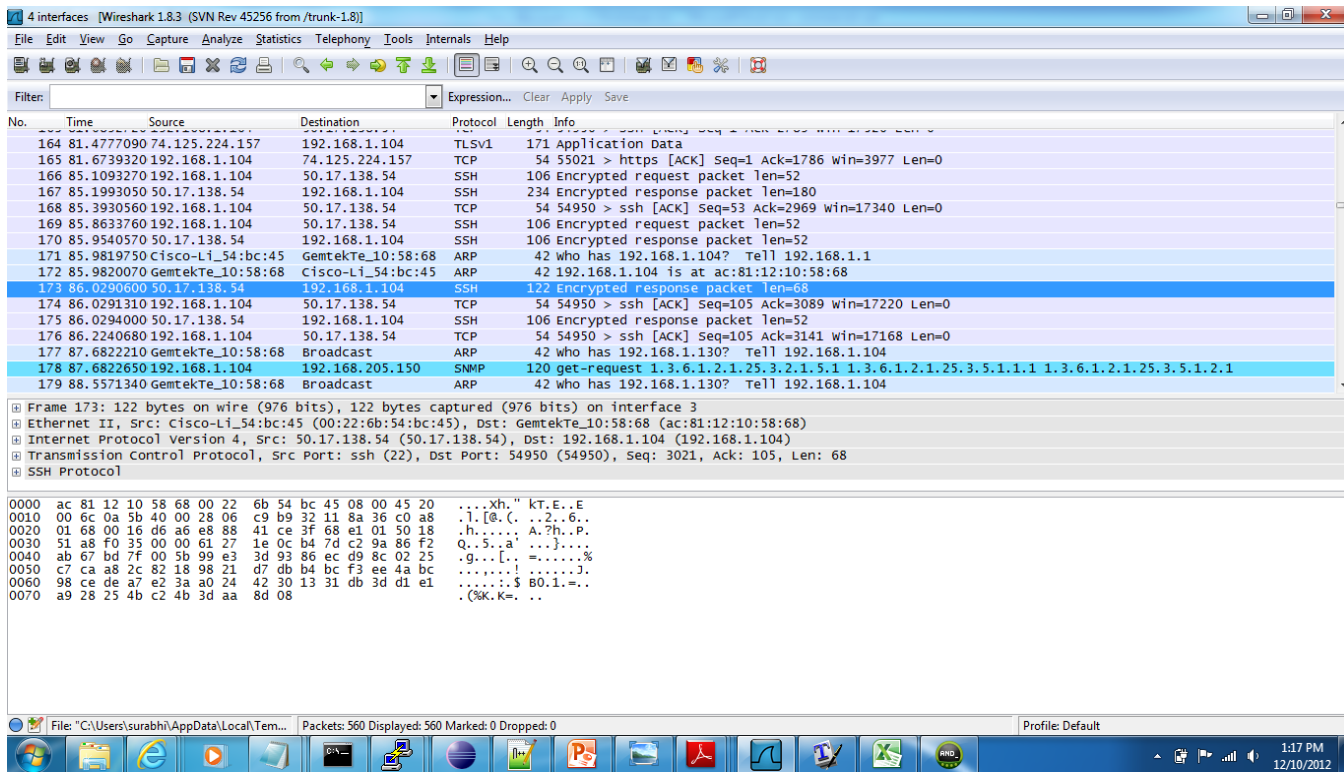 4 interfaces [Wireshark 1.8.3 (SVN Rev 45256 from /trunk-1.8)]
File Edit View Go Capture Analyze Statistics Telephony Tools Internals Help
Filter: Expression... Clear Apply Save
No. Time Source Destination Protocol Length Info
164 81.4777090 74.125.224.157 192.168.1.104 TLSv1 171 Application Data
165 81.6739320 192.168.1.104 74.125.224.157 TCP 54 55021 > https [ACK] Seq=1 Ack=1786 Win=3977 Len=0
166 85.1093270 192.168.1.104 50.17.138.54 SSH 106 Encrypted request packet len=52
167 85.1993050 50.17.138.54 192.168.1.104 SSH 234 Encrypted response packet len=180
168 85.3930560 192.168.1.104 50.17.138.54 TCP 54 54950 > ssh [ACK] Seq=53 Ack=2969 Win=17340 Len=0
169 85.8633760 192.168.1.104 50.17.138.54 SSH 106 Encrypted request packet len=52
170 85.9540570 50.17.138.54 192.168.1.104 SSH 106 Encrypted response packet len=52
171 85.9819750 Cisco-Li_54:bc:45 GemtekTe_10:58:68 ARP 42 Who has 192.168.1.104? Tell 192.168.1.1
172 85.9820070 GemtekTe_10:58:68 Cisco-Li_54:bc:45 ARP 42 192.168.1.104 is at ac:81:12:10:58:68
173 86.0290600 50.17.138.54 192.168.1.104 SSH 122 Encrypted response packet len=68
174 86.0291310 192.168.1.104 50.17.138.54 TCP 54 54950 > ssh [ACK] Seq=105 Ack=3089 Win=17220 Len=0
175 86.0294000 50.17.138.54 192.168.1.104 SSH 106 Encrypted response packet len=52
176 86.2240680 192.168.1.104 50.17.138.54 TCP 54 54950 > ssh [ACK] Seq=105 Ack=3141 Win=17168 Len=0
177 87.6822210 GemtekTe_10:58:68 Broadcast ARP 42 Who has 192.168.1.130? Tell 192.168.1.104
178 87.6822650 192.168.1.104 192.168.205.150 SNMP 120 get-request 1.3.6.1.2.1.25.3.2.1.5.1 1.3.6.1.2.1.25.3.5.1.1.1 1.3.6.1.2.1.25.3.5.1.2.1
179 88.5571340 GemtekTe_10:58:68 Broadcast ARP 42 Who has 192.168.1.130? Tell 192.168.1.104
Frame 173: 122 bytes on wire (976 bits), 122 bytes captured (976 bits) on interface 3
Ethernet II, Src: Cisco-Li_54:bc:45 (00:22:6b:54:bc:45), Dst: GemtekTe_10:58:68 (ac:81:12:10:58:68)
Internet Protocol Version 4, Src: 50.17.138.54 (50.17.138.54), Dst: 192.168.1.104 (192.168.1.104)
Transmission Control Protocol, Src Port: ssh (22), Dst Port: 54950 (54950), Seq: 3021, Ack: 105, Len: 68
SSH Protocol
0000 ac 81 12 10 58 68 00 22 6b 54 bc 45 08 00 45 20 ....Xh." kT.E..E
0010 00 6c 0a 5b 40 00 28 06 c9 b9 32 11 8a 36 c0 a8 .l.[@.(. ..2..6..
0020 01 68 00 16 d6 a6 e8 88 41 ce 3f 68 e1 01 50 18 .h...... A.?h..P.
0030 51 a8 f0 35 00 00 61 27 1e 0c b4 7d c2 9a 86 f2 Q..5..a' ...}....
0040 ab 67 bd 7f 00 5b 99 e3 3d 93 86 ec d9 8c 02 25 .g...[.. =......%
0050 c7 ca a8 2c 82 18 98 21 d7 db b4 bc f3 ee 4a bc ...,...! ......J.
0060 98 ce de a7 e2 3a a0 24 42 30 13 31 db 3d d1 e1 .....:.$ B0.1.=..
0070 a9 28 25 4b c2 4b 3d aa 8d 08 .(%K.K=. ..
File: "C:\Users\surabhi\AppData\Local\Tem... Packets: 560 Displayed: 560 Marked: 0 Dropped: 0 Profile: Default
1:17 PM
12/10/2012